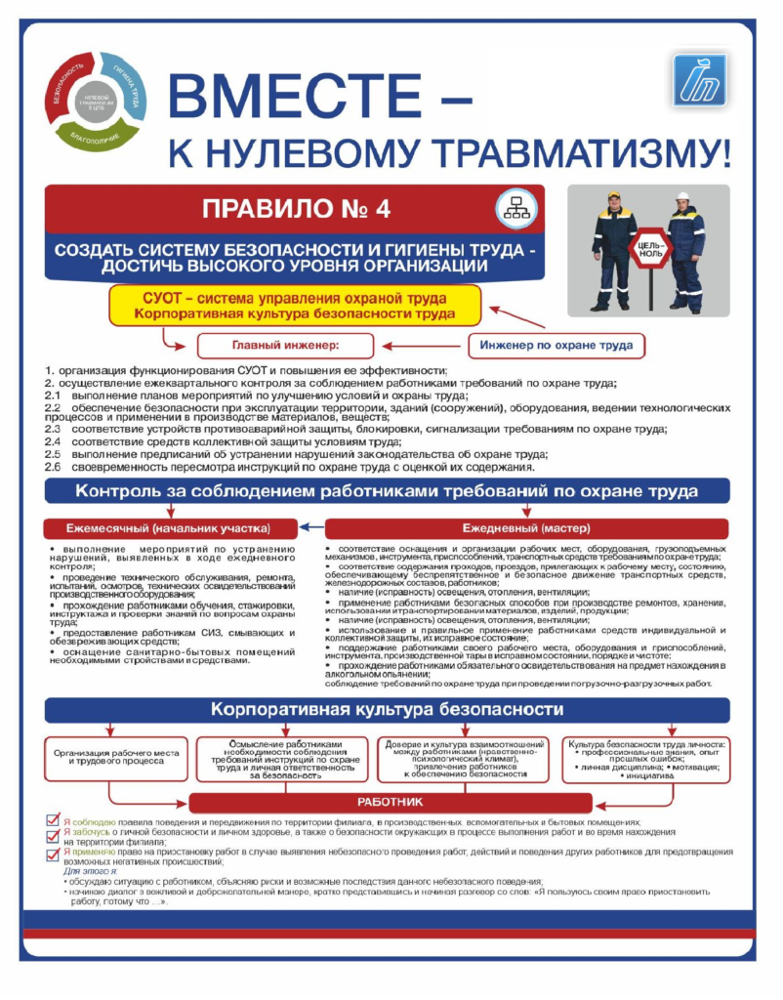 БЕЗОПАСНОСТЬ
ГИГИЕНА ТРУДА
БЛАГОПОЛУЧИЕ
НУЛЕВОЙ
ТРАВМАТИЗМ
ВМЕСТЕ –
К НУЛЕВОМУ ТРАВМАТИЗМУ!
ПРАВИЛО № 4
СОЗДАТЬ СИСТЕМУ БЕЗОПАСНОСТИ И ГИГИЕНЫ ТРУДА -
ДОСТИЧЬ ВЫСОКОГО УРОВНЯ ОРГАНИЗАЦИИ
ЦЕЛЬ–
НОЛЬ
СУОТ – система управления охраной труда
Корпоративная культура безопасности труда
Главный инженер:
Инженер по охране труда
1. организация функционирования СУОТ и повышения ее эффективности;
2. осуществление ежеквартального контроля за соблюдением работниками требований по охране труда;
2.1 выполнение планов мероприятий по улучшению условий и охраны труда;
2.2 обеспечение безопасности при эксплуатации территории, зданий (сооружений), оборудования, ведении технологических
процессов и применении в производстве материалов, веществ;
2.3 соответствие устройств противоаварийной защиты, блокировки, сигнализации требованиям по охране труда;
2.4 соответствие средств коллективной защиты условиям труда;
2.5 выполнение предписаний об устранении нарушений законодательства об охране труда;
2.6 своевременность пересмотра инструкций по охране труда с оценкой их содержания.
Контроль за соблюдением работниками требований по охране труда
Ежемесячный (начальник участка)
• выполнение мероприятий по устранению
нарушений, выявленных в ходе ежедневного
контроля;
• проведение технического обслуживания, ремонта,
испытаний, осмотров, технических освидетельствований
производственного оборудования;
• прохождение работниками обучения, стажировки,
инструктажа и проверки знаний по вопросам охраны
труда;
• предоставление работникам СИЗ, смывающих и
обезвреживающих средств;
• оснащение санитарно-бытовых помещений
необходимыми стройствами и средствами.
Ежедневный (мастер)
• соответствие оснащения и организации рабочих мест, оборудования, грузоподъемных
механизмов, инструмента, приспособлений, транспортных средств требованиям по охране труда;
• соответствие содержания проходов, проездов, прилегающих к рабочему месту, состоянию,
обеспечивающему беспрепятственное и безопасное движение транспортных средств,
железнодорожных составов, работников;
• наличие (исправность) освещения, отопления, вентиляции;
• применение работниками безопасных способов при производстве ремонтов, хранении,
использовании и транспортировании материалов, изделий, продукции;
• наличие (исправность) освещения, отопления, вентиляции;
• использование и правильное применение работниками средств индивидуальной и
коллективной защиты, их исправное состояние;
• поддержание работниками своего рабочего места, оборудования и приспособлений,
инструмента, производственной тары в исправном состоянии, порядке и чистоте;
• прохождение работниками обязательного освидетельствования на предмет нахождения в
алкогольном опьянении;
соблюдение требований по охране труда при проведении погрузочно-разгрузочных работ.
Корпоративная культура безопасности
Организация рабочего места
и трудового процесса
Осмысление работниками
необходимости соблюдения
требований инструкций по охране
труда и личная ответственность
за безопасность
Доверие и культура взаимоотношений
между работниками (нравственно-
психологический климат),
привлечение работников
к обеспечению безопасности
Культура безопасности труда личности:
• профессиональные знания, опыт
прошлых ошибок;
• личная дисциплина; • мотивация;
• инициатива
РАБОТНИК
Я соблюдаю правила поведения и передвижения по территории филиала, в производственных, вспомогательных и бытовых помещениях;
Я забочусь о личной безопасности и личном здоровье, а также о безопасности окружающих в процессе выполнения работ и во время нахождения
на территории филиала;
Я применяю право на приостановку работ в случае выявления небезопасного проведения работ, действий и поведения других работников для предотвращения
возможных негативных происшествий;
Для этого я:
• обсуждаю ситуацию с работником, объясняю риски и возможные последствия данного небезопасного поведения;
• начинаю диалог в вежливой и доброжелательной манере, кратко представившись и начиная разговор со слов: «Я пользуюсь своим право приостановить
работу, потому что ...».